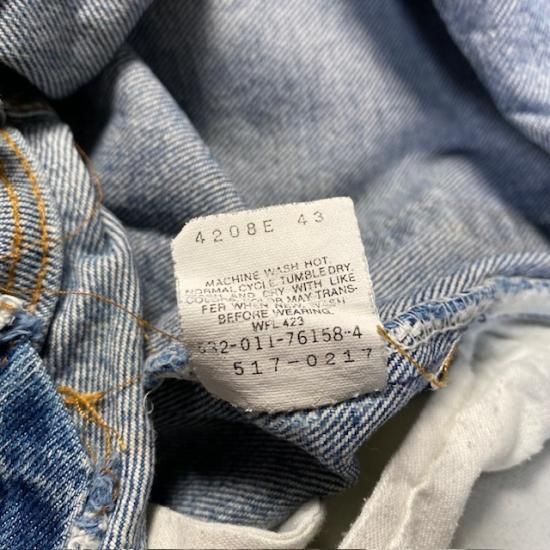 4208E 43
MACHINE WASH HOT,
NORMAL CYCLE TUMBLE DRY.
AND DRY WITH LIKE
FER WHEN NEW. WASH
BEFORE WEARING.
WPL 423
532-011-76158-4
517-0217